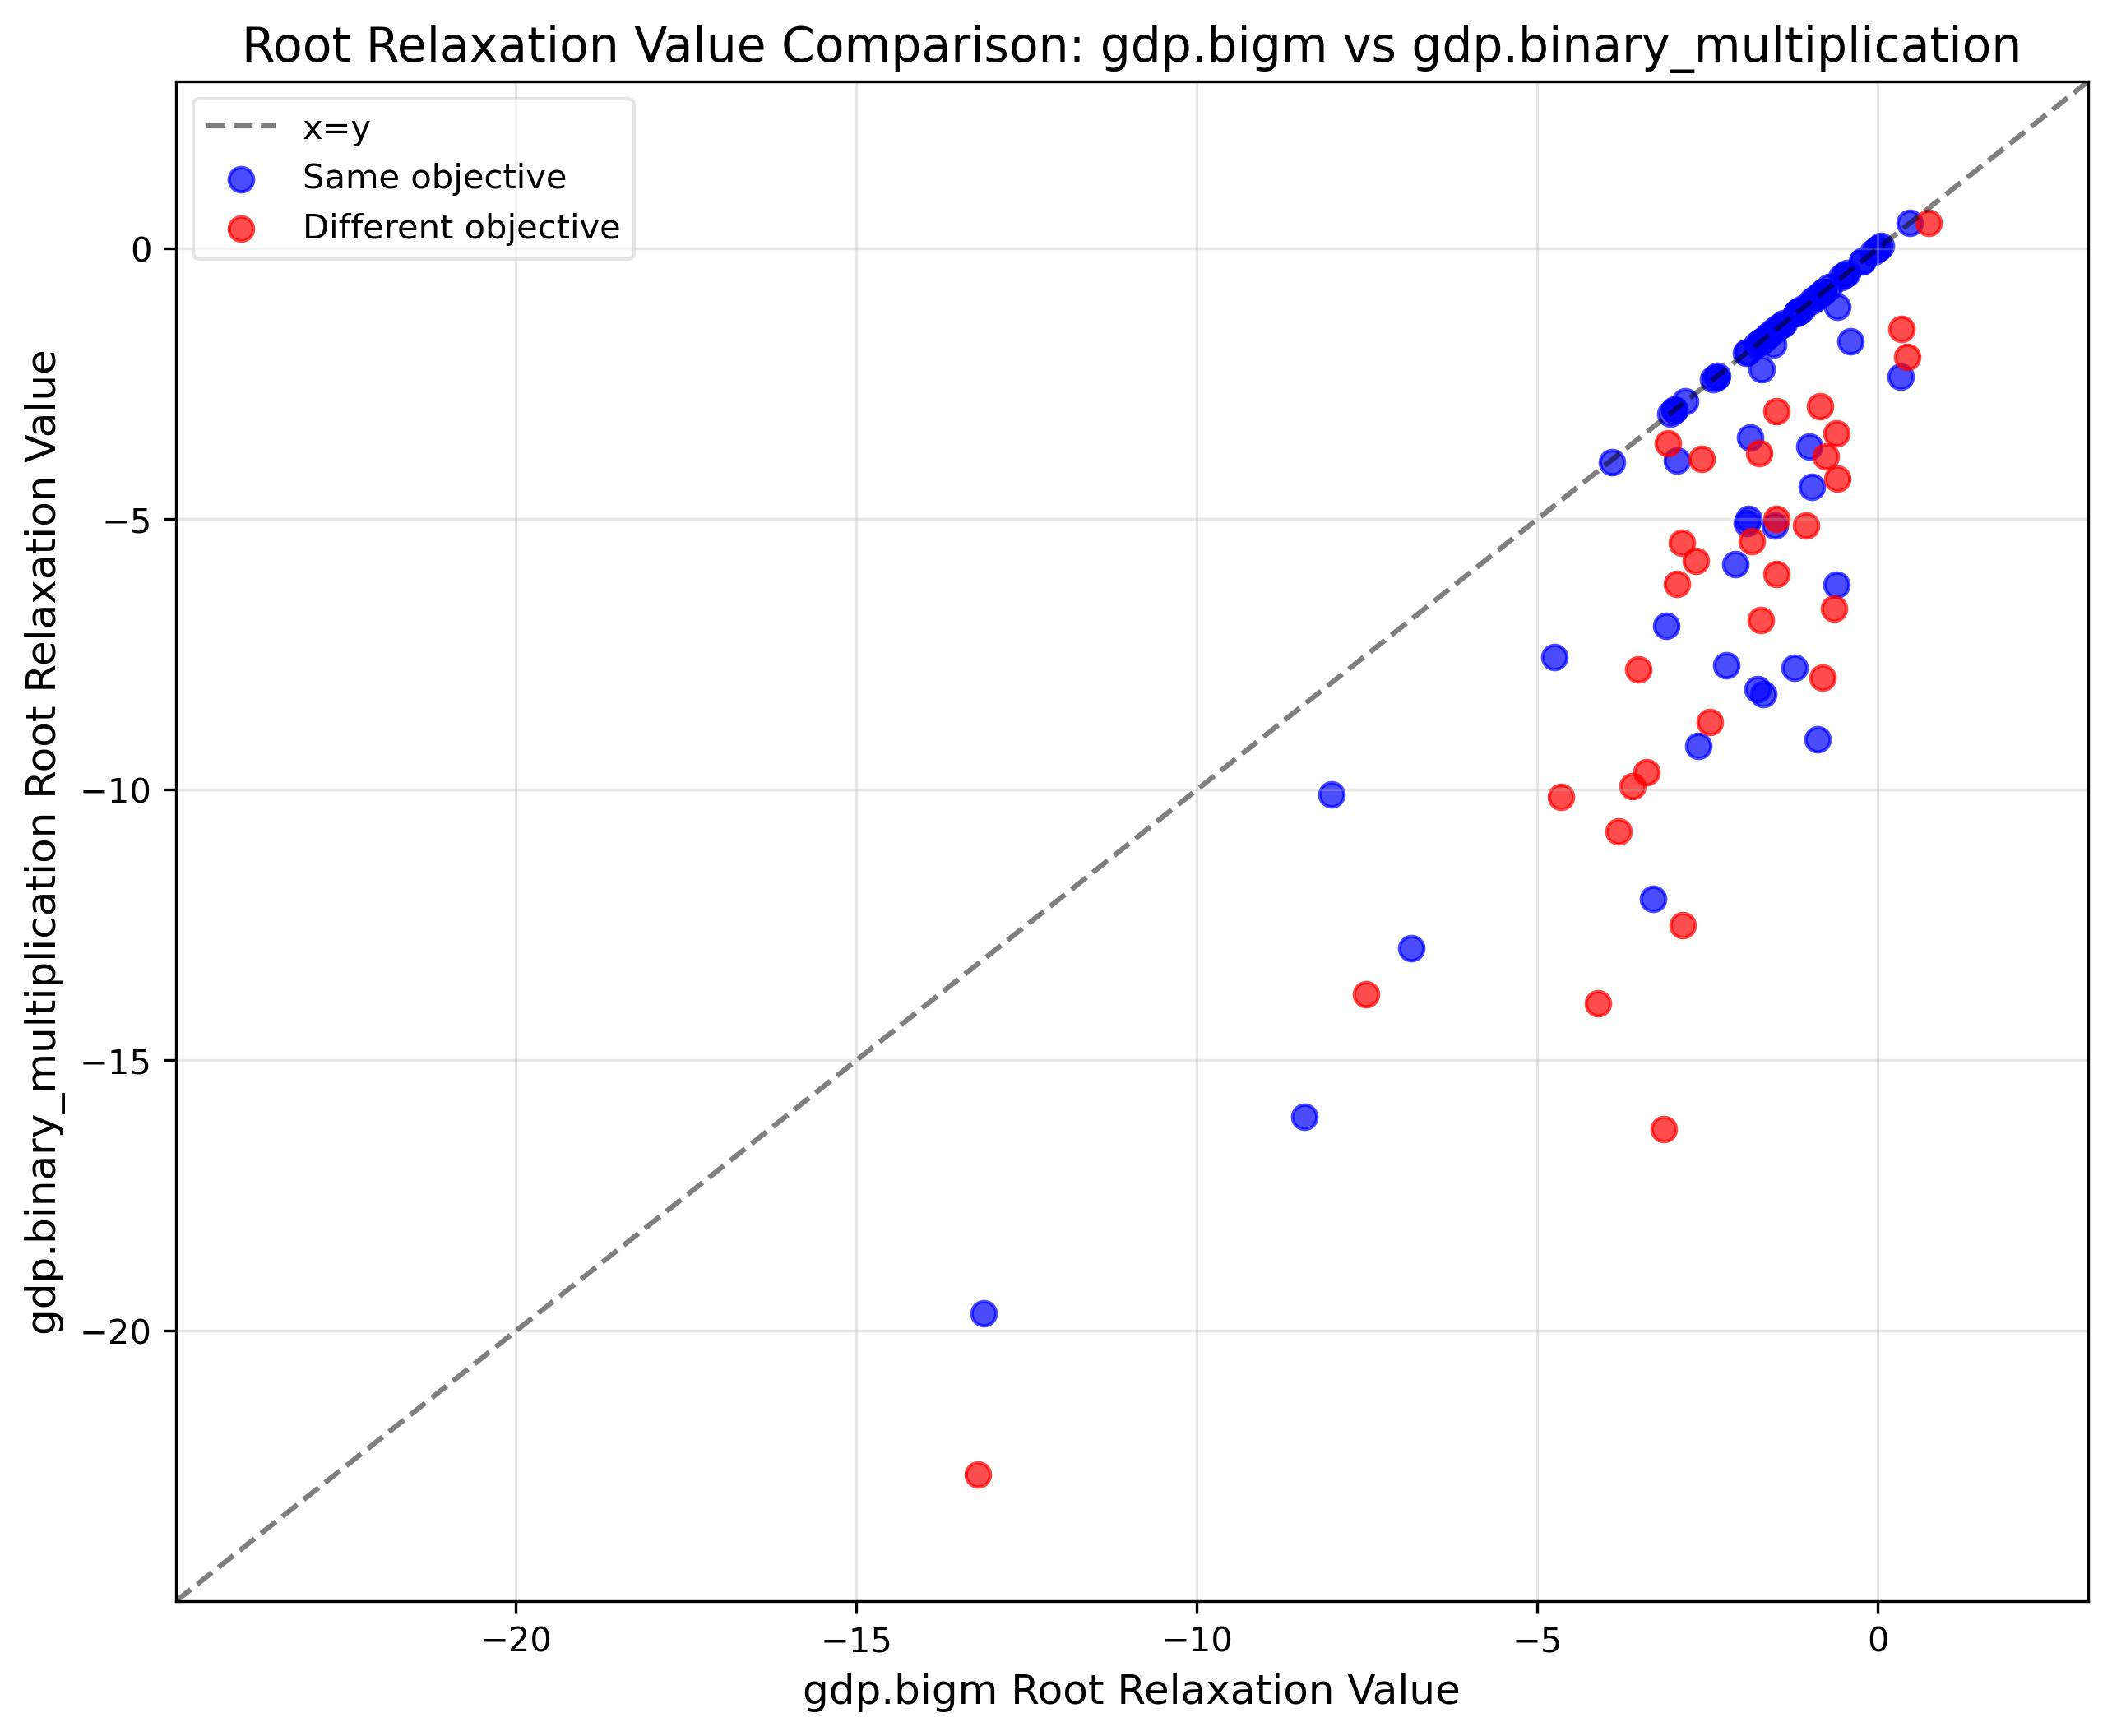 Root Relaxation Value Comparison: gdp.bigm vs gdp.binary_multiplication
x=y
Same objective
Different objective
gdp.binary_multiplication Root Relaxation Value
0
−5
−10
−15
−20
−20
−15
−10
−5
0
gdp.bigm Root Relaxation Value